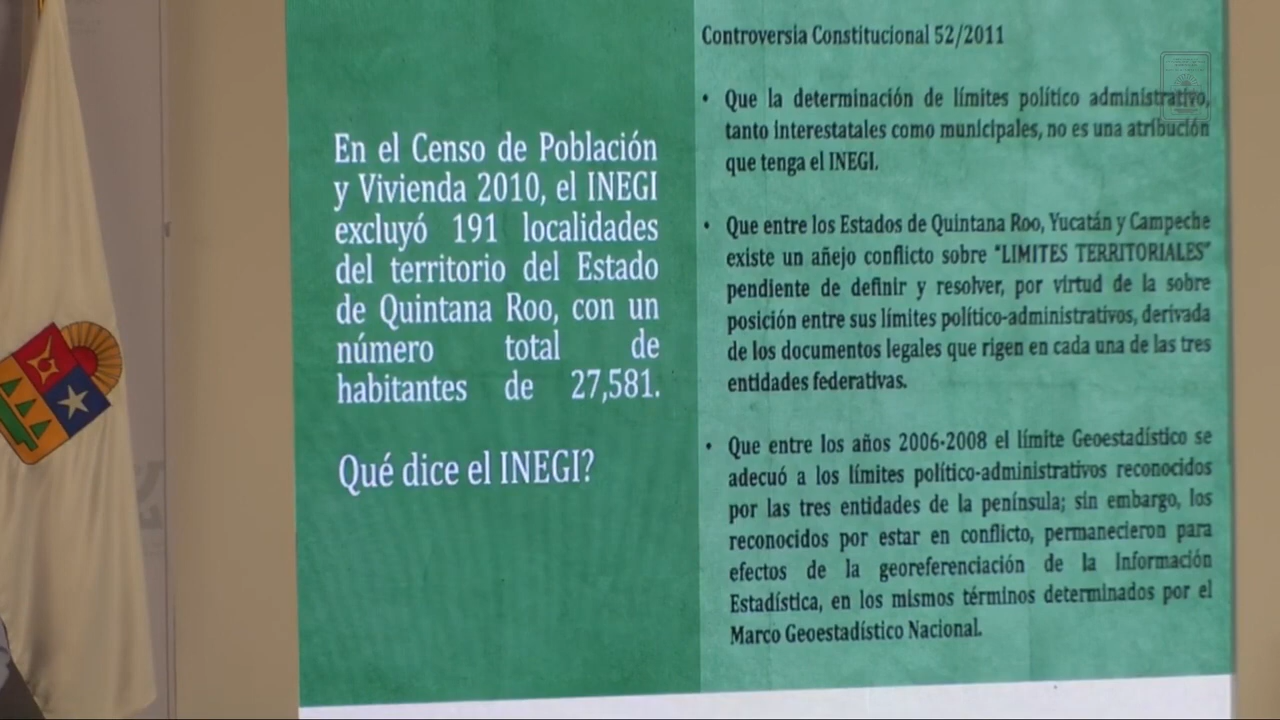 En el Censo de Población
y Vivienda 2010, el INEGI
excluyó 191 localidades
del territorio del Estado
de Quintana Roo, con un
número total de
habitantes de 27,581.
Qué dice el INEGI?
Controversia Constitucional 52/2011
• Que la determinación de límites político administrativo,
tanto interestatales como municipales, no es una atribución
que tenga el INEGI.
• Que entre los Estados de Quintana Roo, Yucatán y Campeche
existe un añejo conflicto sobre "LIMITES TERRITORIALES"
pendiente de definir y resolver, por virtud de la sobre
posición entre sus límites político-administrativos, derivada
de los documentos legales que rigen en cada una de las tres
entidades federativas.
• Que entre los años 2006-2008 el límite Geoestadístico se
adecuó a los límites político-administrativos reconocidos
por las tres entidades de la península; sin embargo, los
reconocidos por estar en conflicto, permanecieron para
efectos de la georeferenciación de la Información
Estadística, en los mismos términos determinados por el
Marco Geoestadístico Nacional.